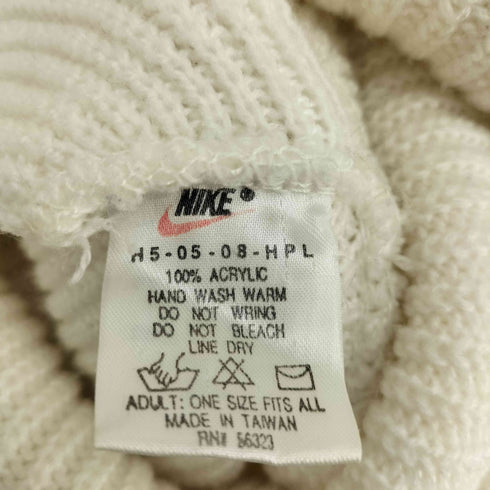 NIKE®
H5-05-08-HPL
100% ACRYLIC
HAND WASH WARM
DO NOT WRING
DO NOT BLEACH
LINE DRY
ADULT: ONE SIZE FITS ALL
MADE IN TAIWAN
RN# 56323